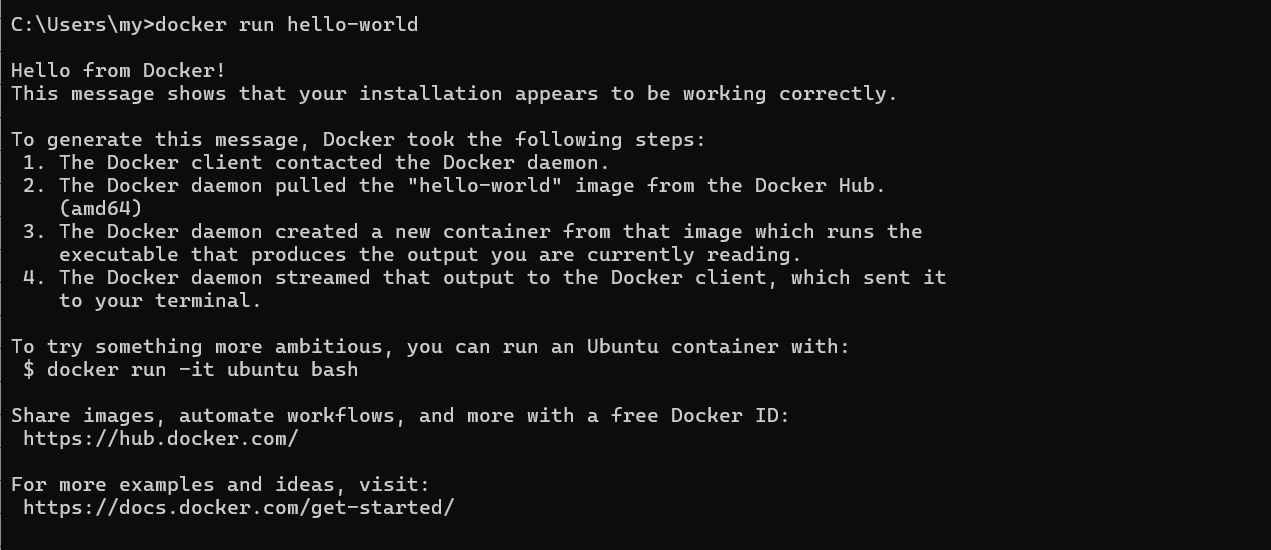 C:\Users\my>docker run hello-world
Hello from Docker!
This message shows that your installation appears to be working correctly.
To generate this message, Docker took the following steps:
1. The Docker client contacted the Docker daemon.
2. The Docker daemon pulled the "hello-world" image from the Docker Hub.
(amd64)
3. The Docker daemon created a new container from that image which runs the
executable that produces the output you are currently reading.
4. The Docker daemon streamed that output to the Docker client, which sent it
to your terminal.
To try something more ambitious, you can run an Ubuntu container with:
$ docker run -it ubuntu bash
Share images, automate workflows, and more with a free Docker ID:
https://hub.docker.com/
For more examples and ideas, visit:
https://docs.docker.com/get-started/